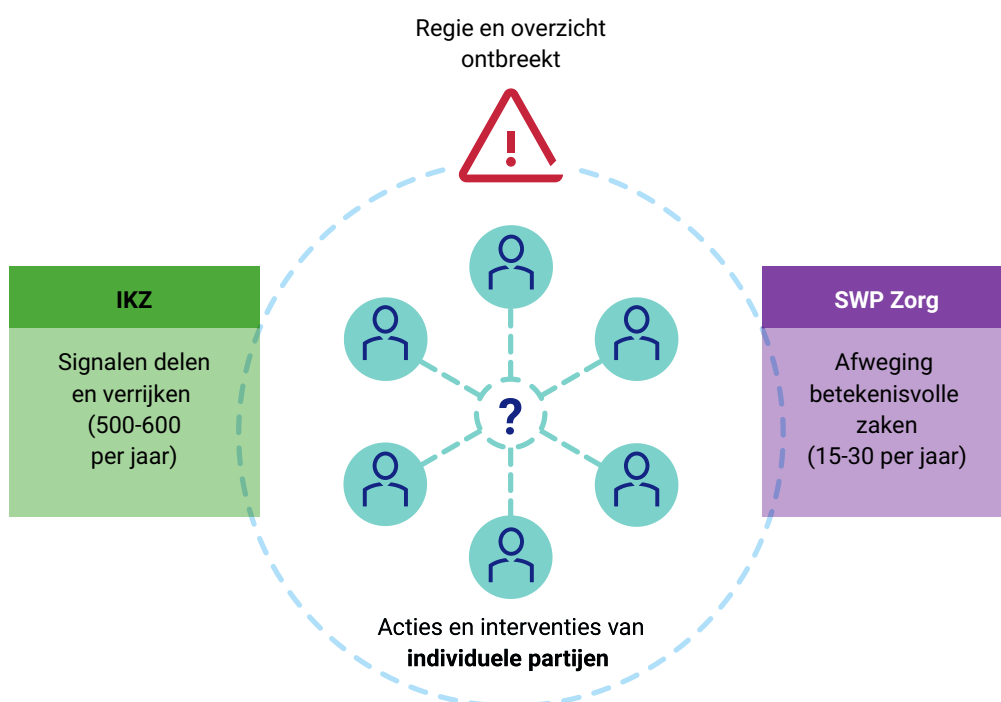 Regie en overzicht
ontbreekt
IKZ
Signalen delen
en verrijken
(500-600
per jaar)
?
SWP Zorg
Afweging
betekenisvolle
zaken
(15-30 per jaar)
Acties en interventies van
individuele partijen